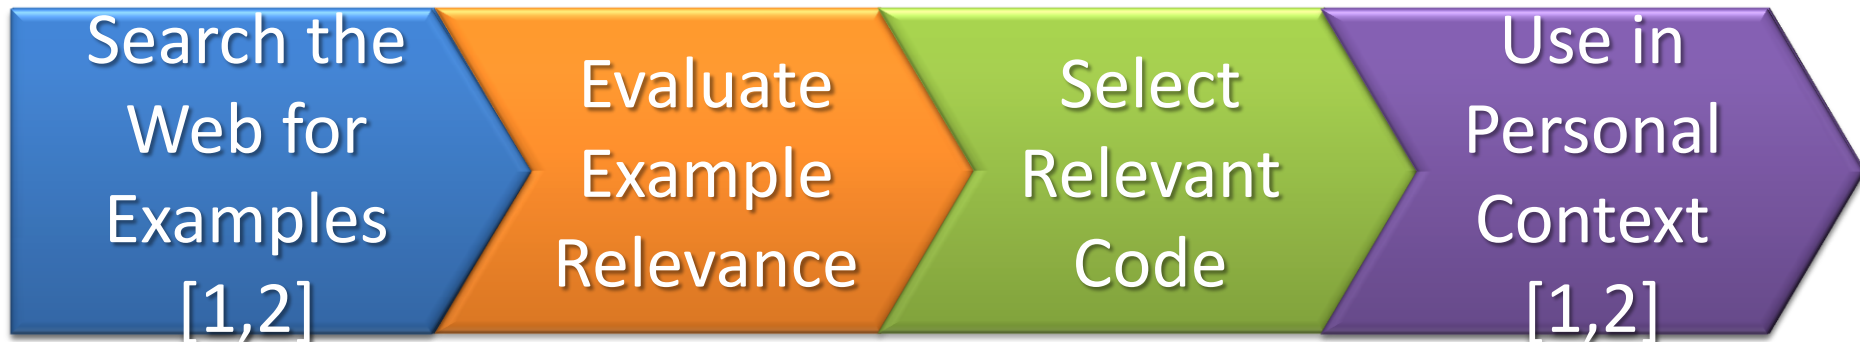 Search the
Web for
Examples
[1,2]
Evaluate
Example
Relevance
Select
Relevant
Code
Use in
Personal
Context
[1,2]